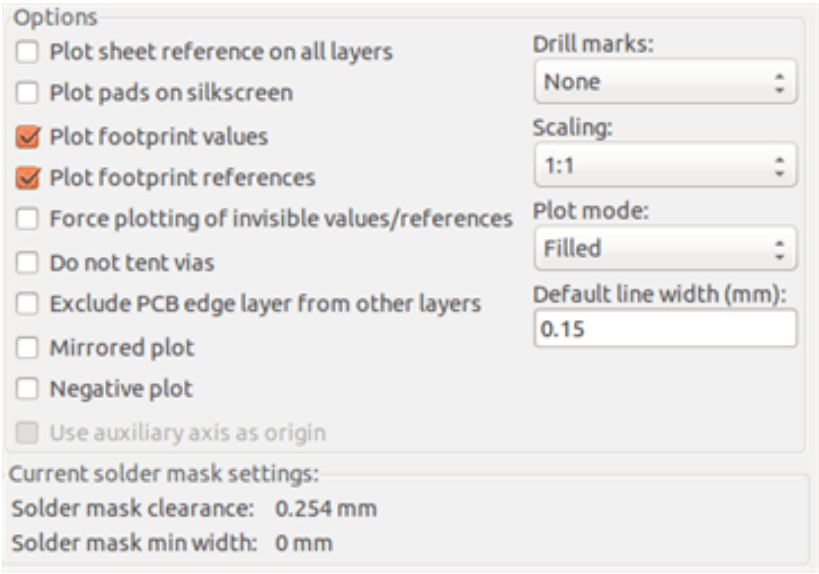 Options
Plot sheet reference on all layers
Plot pads on silkscreen
Plot footprint values
Plot footprint references
Force plotting of invisible values/references
Do not tent vias
Exclude PCB edge layer from other layers
Mirrored plot
Negative plot
Use auxiliary axis as origin
Drill marks:
None
Scaling:
1:1
Plot mode:
Filled
Default line width (mm):
0.15
Current solder mask settings:
Solder mask clearance: 0.254 mm
Solder mask min width: 0 mm